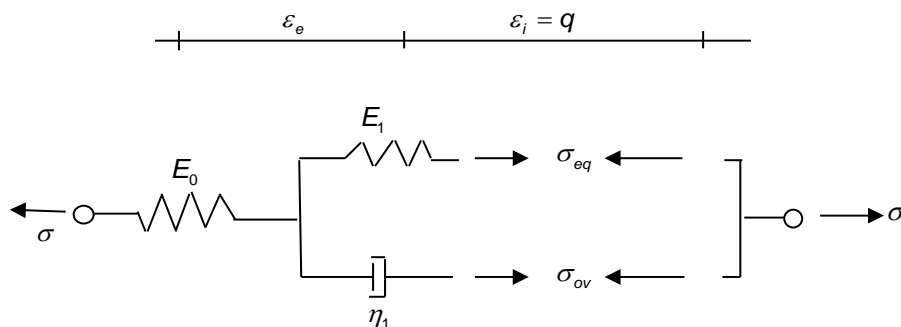 ε_e ε_i = q
E_1
σ_eq
E_0
σ σ
σ_ov
η_1